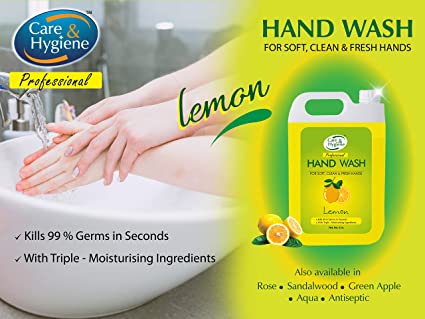 Care &
Hygiene™
Professional
lemon
HAND WASH
FOR SOFT, CLEAN & FRESH HANDS
Care &
Hygiene
Professional
HAND WASH
FOR SOFT, CLEAN & FRESH HANDS
Lemon
✓ Kills 99 % Germs in Seconds
✓ With Triple - Moisturising Ingredients
Also available in
Rose • Sandalwood • Green Apple
• Aqua • Antiseptic